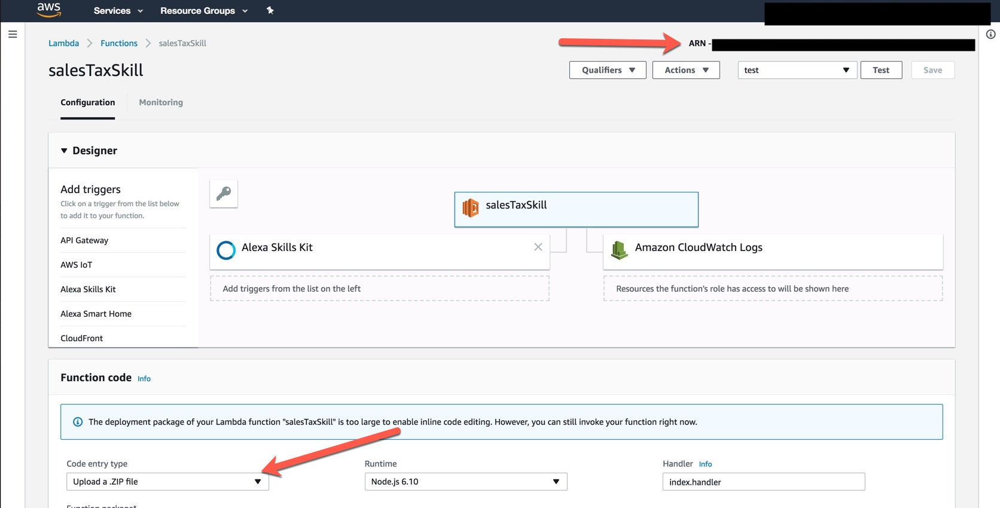 aws Services Resource Groups
Lambda Functions salesTaxSkill ARN -
salesTaxSkill Qualifiers Actions test Test Save
Configuration Monitoring
Designer
Add triggers
Click on a trigger from the list below
to add it to your function.
API Gateway
AWS IoT
Alexa Skills Kit
Alexa Smart Home
CloudFront
salesTaxSkill
Alexa Skills Kit
Amazon CloudWatch Logs
Add triggers from the list on the left
Resources the function's role has access to will be shown here
Function code Info
The deployment package of your Lambda function "salesTaxSkill" is too large to enable inline code editing. However, you can still invoke your function right now.
Code entry type Runtime Handler Info
Upload a .ZIP file Node.js 6.10 index.handler
Function package*